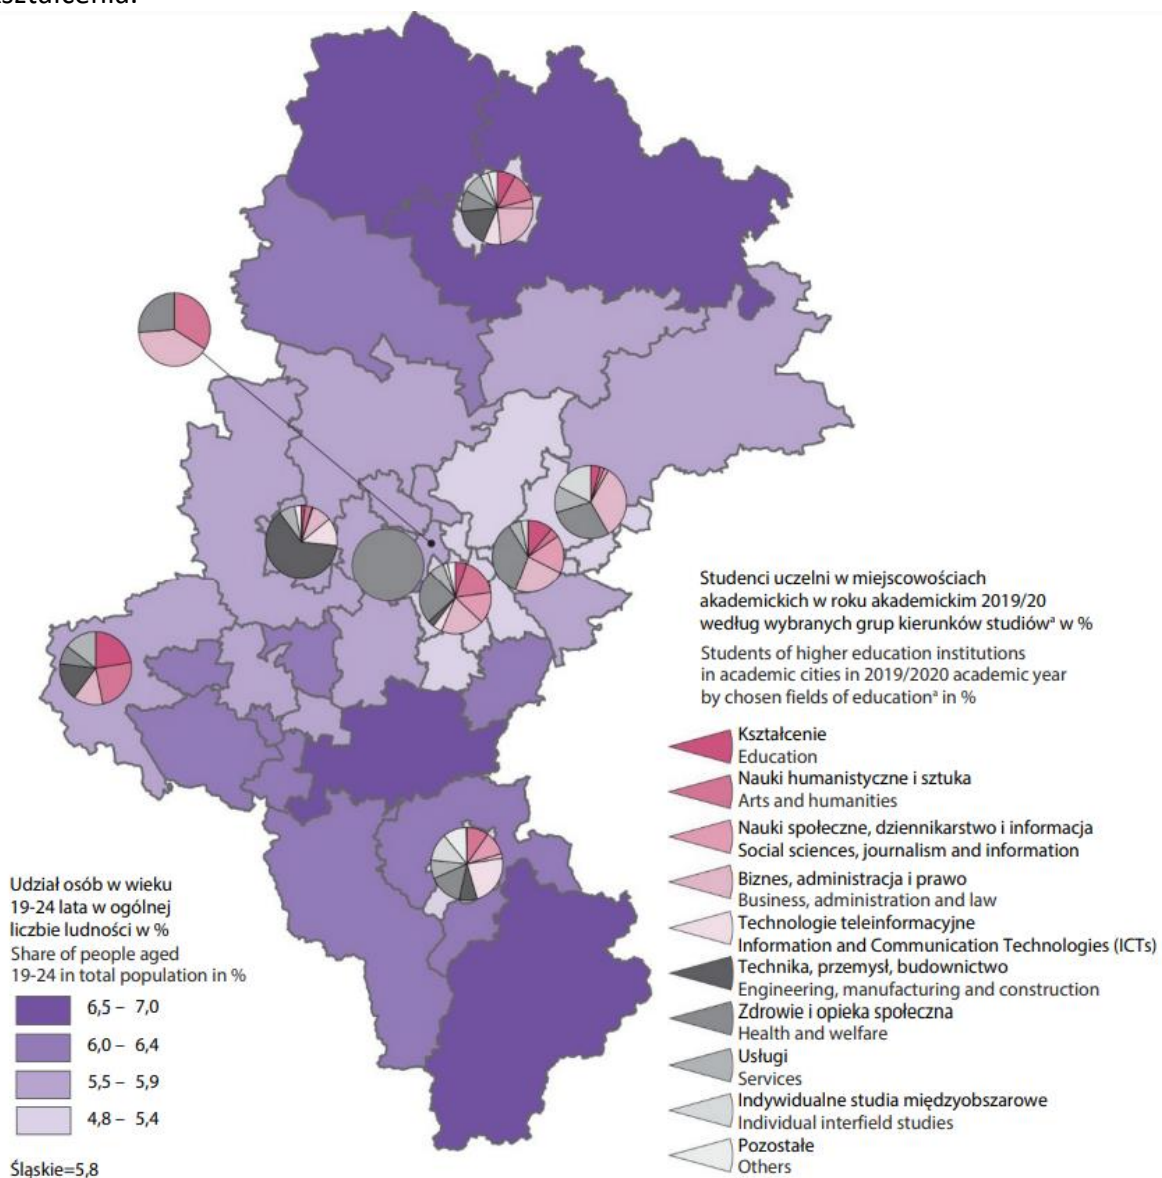 kształcenia.
Studenci uczelni w miejscowościach
akademickich w roku akademickim 2019/20
według wybranych grup kierunków studiówᵃ w %
Students of higher education institutions
in academic cities in 2019/2020 academic year
by chosen fields of educationᵃ in %
Kształcenie
Education
Nauki humanistyczne i sztuka
Arts and humanities
Nauki społeczne, dziennikarstwo i informacja
Social sciences, journalism and information
Biznes, administracja i prawo
Business, administration and law
Technologie teleinformacyjne
Information and Communication Technologies (ICTs)
Technika, przemysł, budownictwo
Engineering, manufacturing and construction
Zdrowie i opieka społeczna
Health and welfare
Usługi
Services
Indywidualne studia międzyobszarowe
Individual interfield studies
Pozostałe
Others
Udział osób w wieku
19-24 lata w ogólnej
liczbie ludności w %
Share of people aged
19-24 in total population in %
6,5 – 7,0
6,0 – 6,4
5,5 – 5,9
4,8 – 5,4
Śląskie=5,8